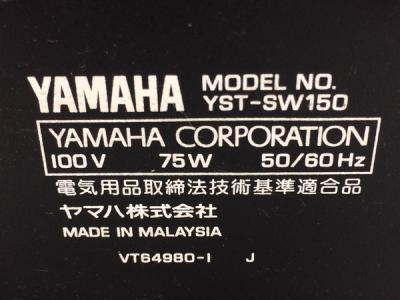 YAMAHA MODEL NO.
YST-SW150
YAMAHA CORPORATION
100V 75W 50/60Hz
電気用品取締法技術基準適合品
ヤマハ株式会社
MADE IN MALAYSIA
VT64980-I J